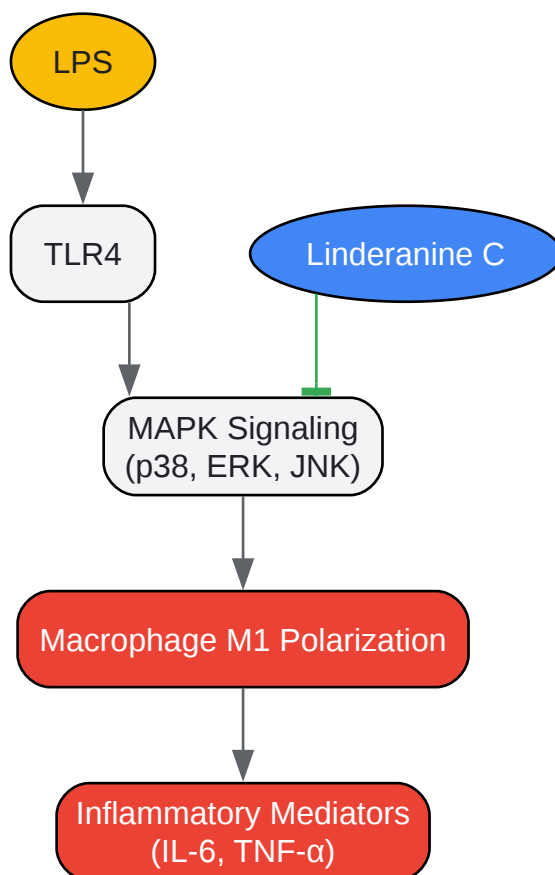 LPS
TLR4
Linderanine C
MAPK Signaling
(p38, ERK, JNK)
Macrophage M1 Polarization
Inflammatory Mediators
(IL-6, TNF-α)